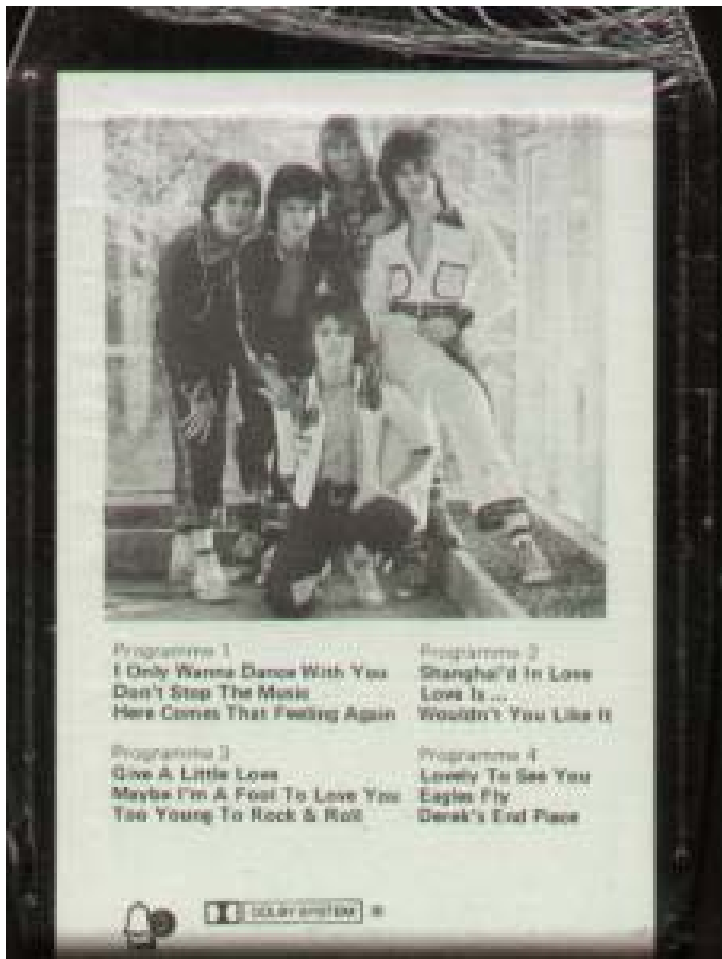 Programme 1
I Only Wanna Dance With You
Don't Stop The Music
Here Comes That Feeling Again
Programme 2
Shanghai'd In Love
Love Is ...
Wouldn't You Like It
Programme 3
Give A Little Love
Maybe I'm A Fool To Love You
Too Young To Rock & Roll
Programme 4
Lovely To See You
Eagles Fly
Derek's End Piece
DOLBY SYSTEM ®